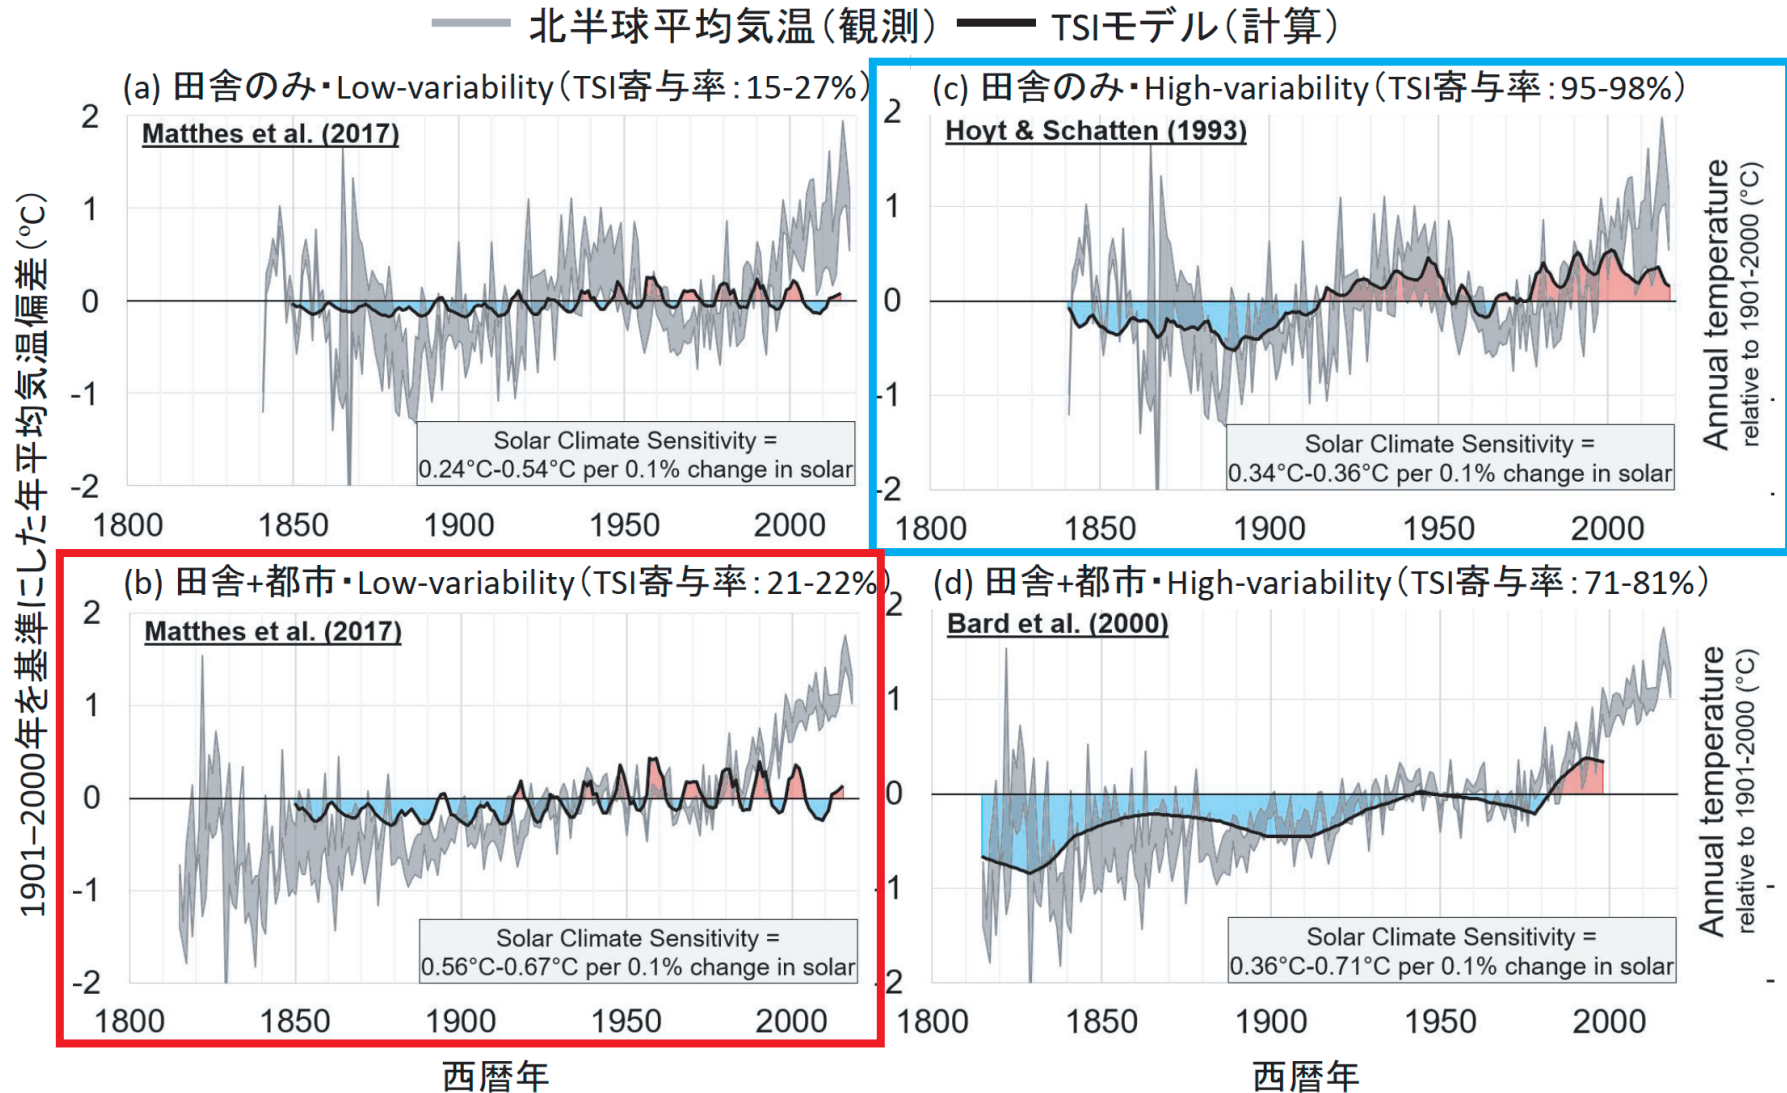 北半球平均気温(観測) TSIモデル(計算)
1901–2000年を基準にした年平均気温偏差(℃)
(a) 田舎のみ・Low-variability(TSI寄与率:15-27%)
Matthes et al. (2017)
2
1
0
-1
-2
Solar Climate Sensitivity =
0.24°C-0.54°C per 0.1% change in solar
1800 1850 1900 1950 2000
(c) 田舎のみ・High-variability(TSI寄与率:95-98%)
Hoyt & Schatten (1993)
2
1
0
-1
-2
Solar Climate Sensitivity =
0.34°C-0.36°C per 0.1% change in solar
1800 1850 1900 1950 2000
Annual temperature
relative to 1901-2000 (°C)
(b) 田舎+都市・Low-variability(TSI寄与率:21-22%)
Matthes et al. (2017)
2
1
0
-1
-2
Solar Climate Sensitivity =
0.56°C-0.67°C per 0.1% change in solar
1800 1850 1900 1950 2000
西暦年
(d) 田舎+都市・High-variability(TSI寄与率:71-81%)
Bard et al. (2000)
2
1
0
-1
-2
Solar Climate Sensitivity =
0.36°C-0.71°C per 0.1% change in solar
1800 1850 1900 1950 2000
Annual temperature
relative to 1901-2000 (°C)
西暦年